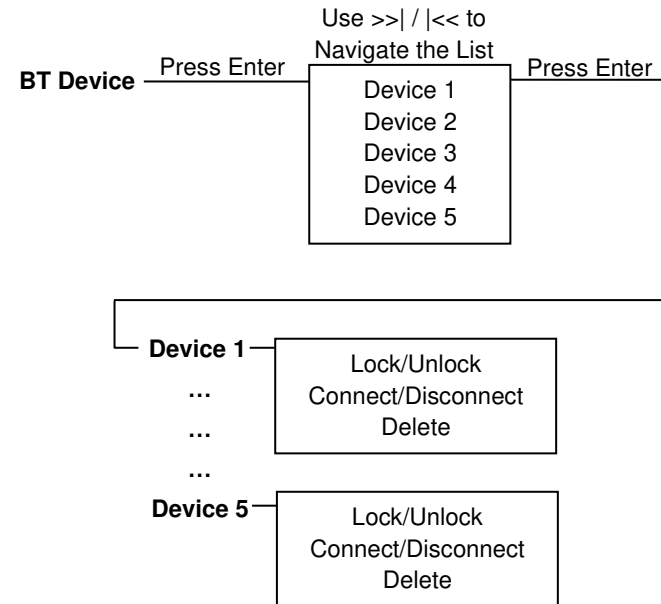 Use >>| / |<< to
Navigate the List
BT Device
Press Enter
Device 1
Device 2
Device 3
Device 4
Device 5
Press Enter
Device 1
Lock/Unlock
Connect/Disconnect
Delete
...
...
...
Device 5
Lock/Unlock
Connect/Disconnect
Delete